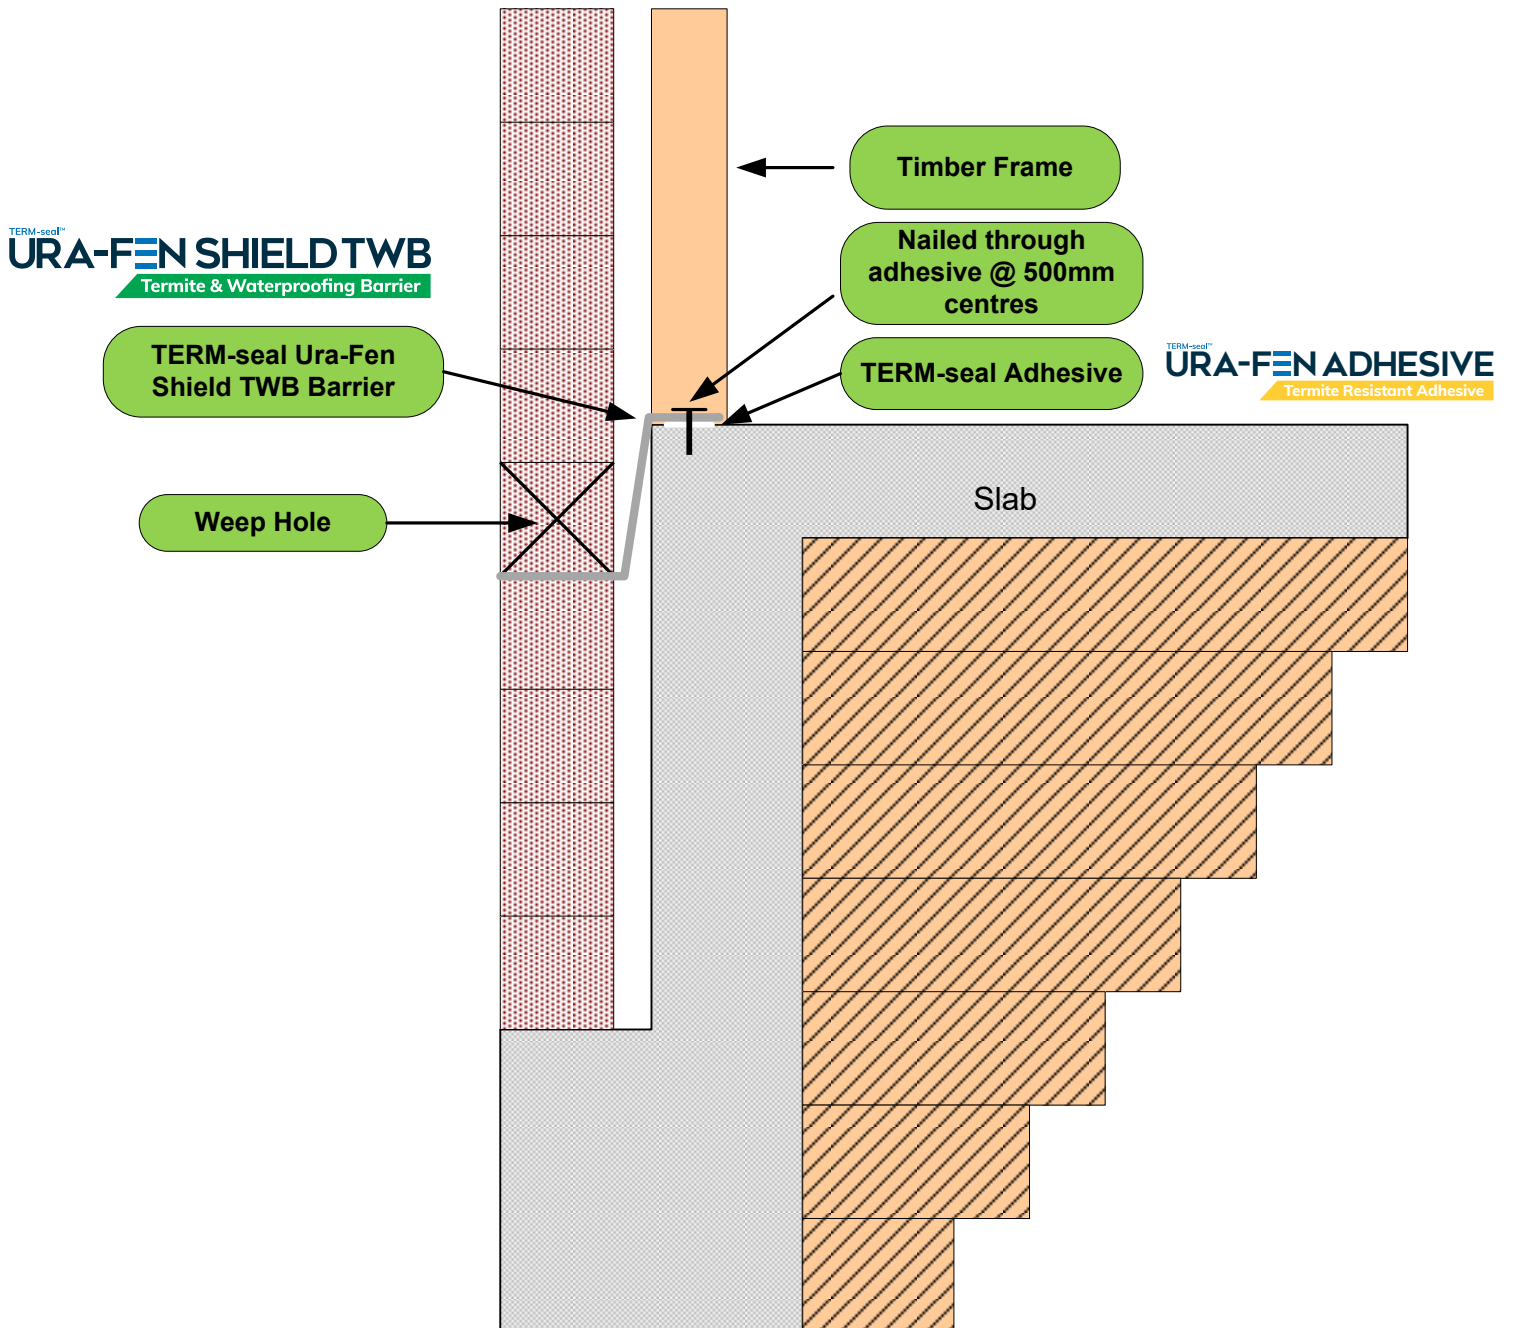 Timber Frame
Nailed through
adhesive @ 500mm
centres
TERM-seal™
URA-FEN SHIELD TWB
Termite & Waterproofing Barrier
TERM-seal Ura-Fen
Shield TWB Barrier
TERM-seal Adhesive
TERM-seal™
URA-FEN ADHESIVE
Termite Resistant Adhesive
Slab
Weep Hole